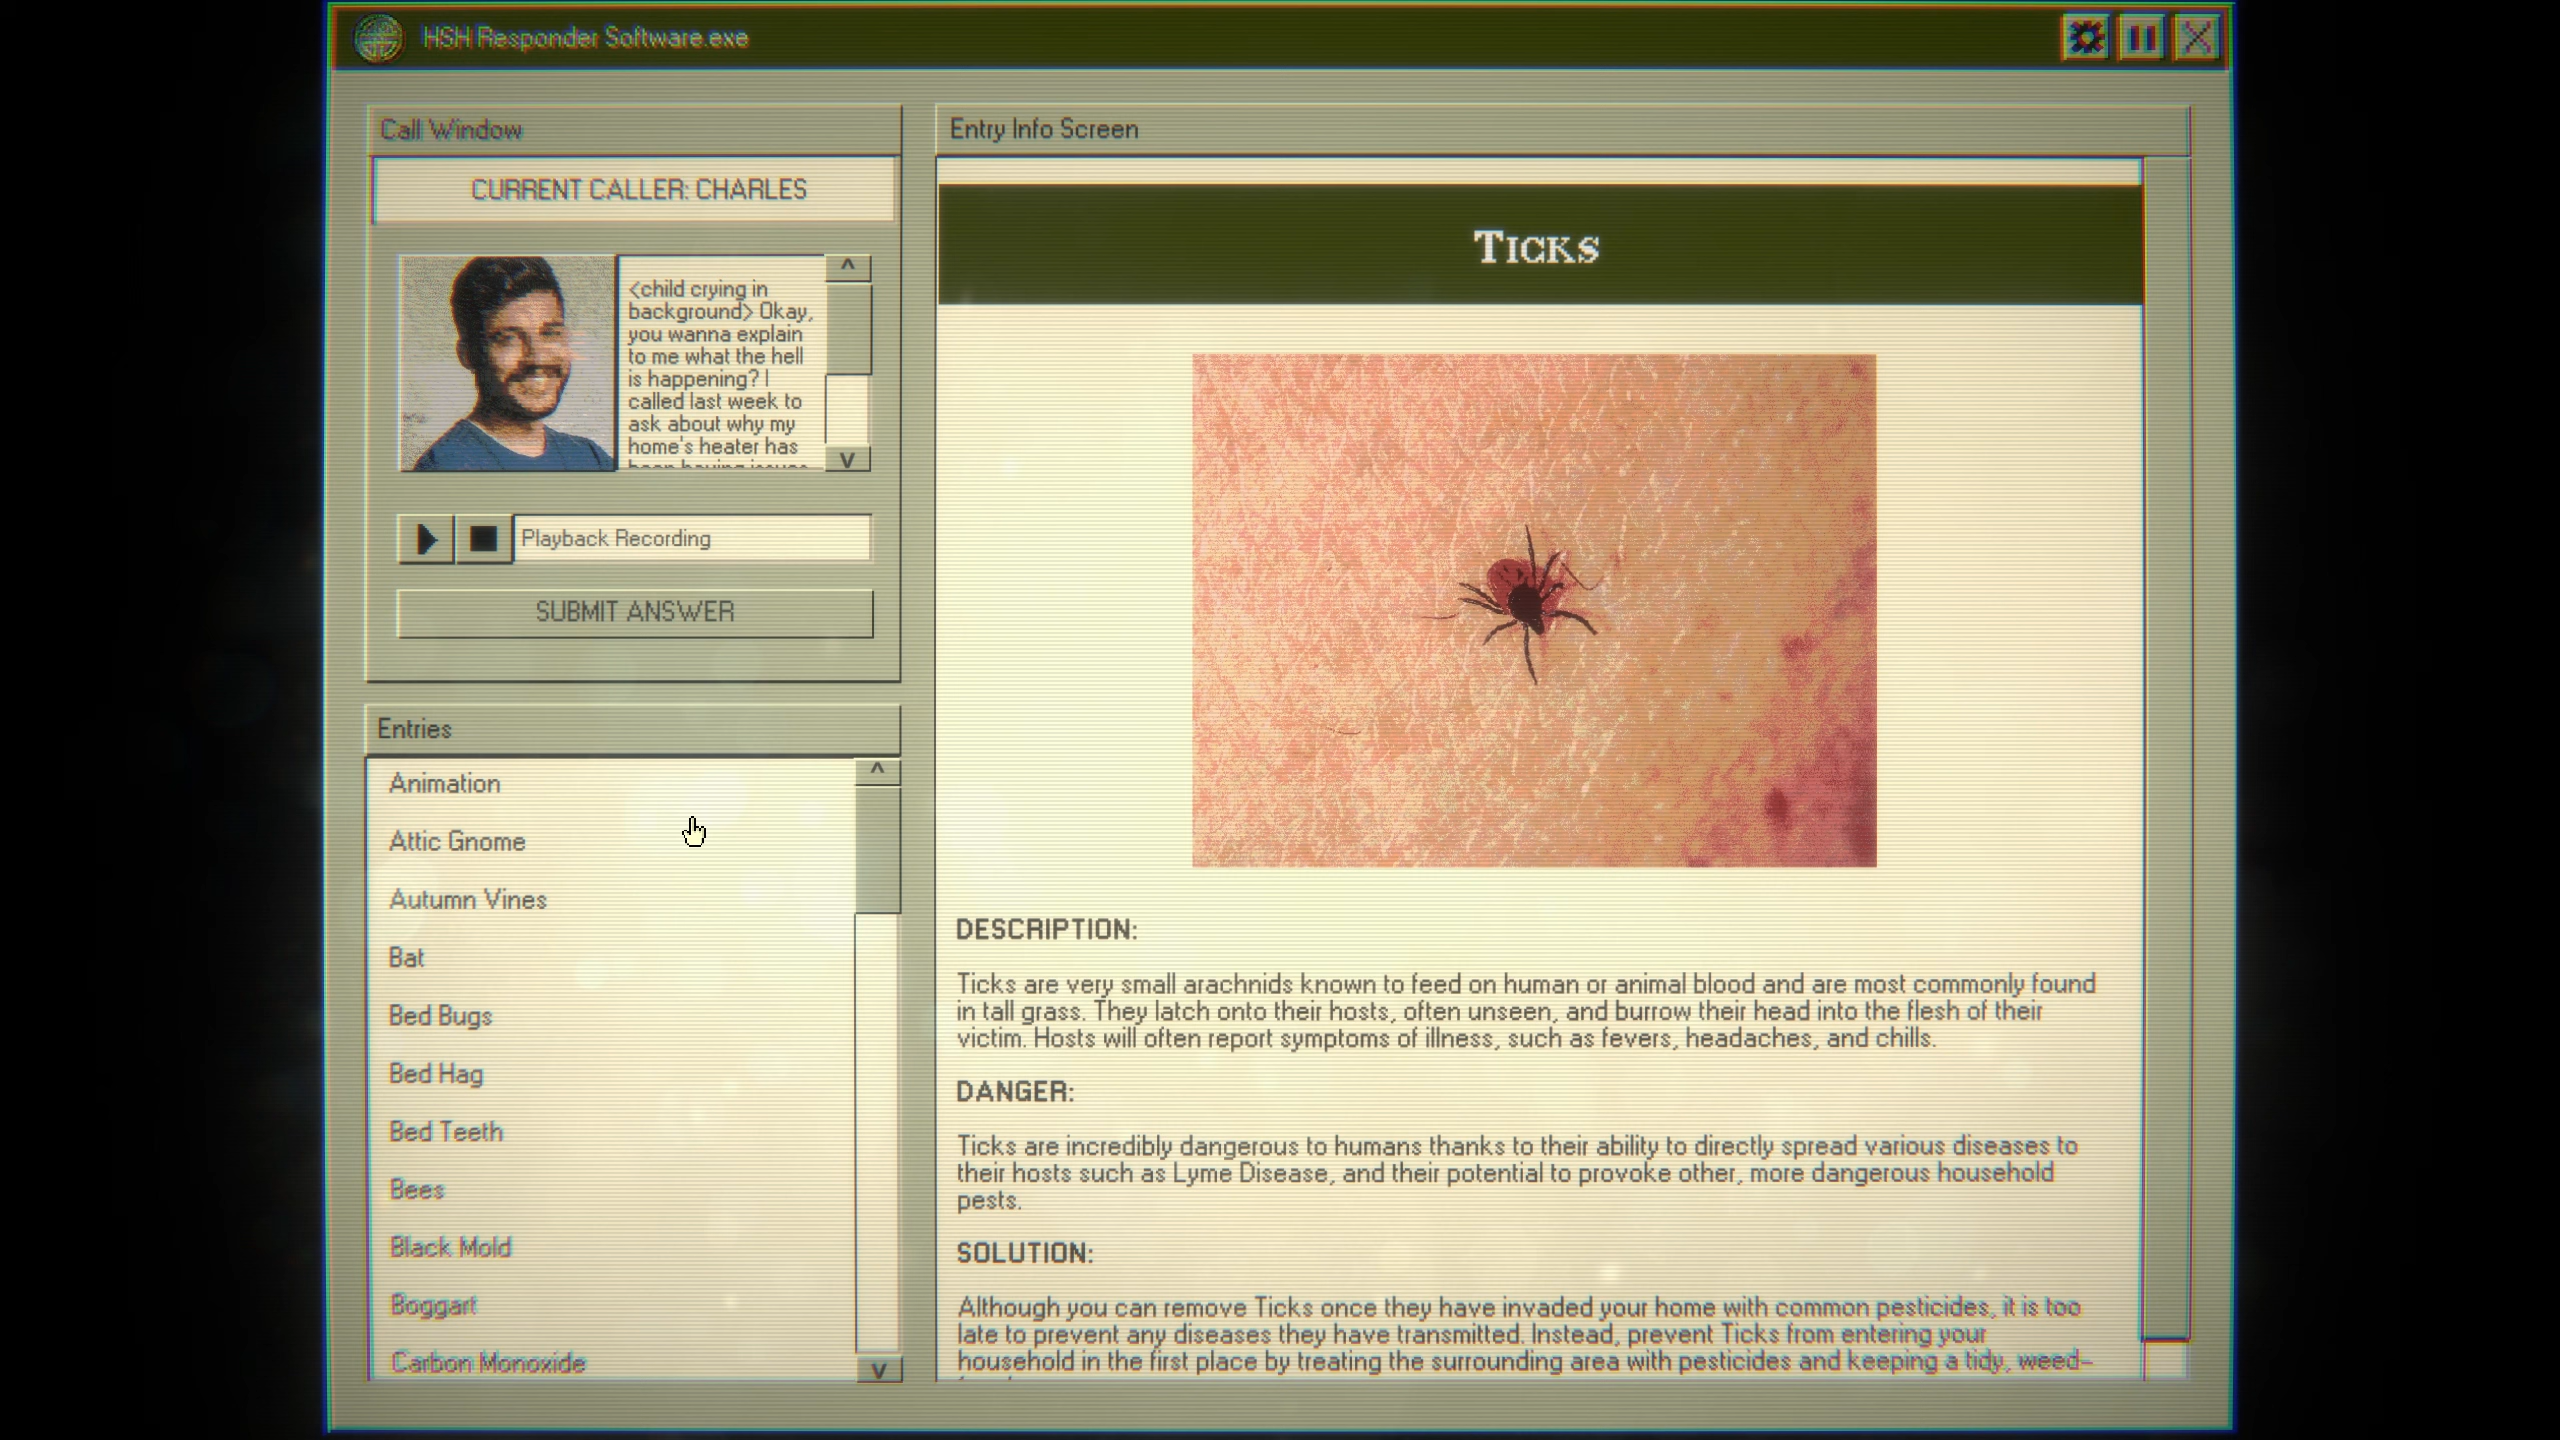 HSH Responder Software.exe
Call Window
CURRENT CALLER: CHARLES
<child crying in
background> Okay,
you wanna explain
to me what the hell
is happening? I
called last week to
ask about why my
home's heater has
been having issues
^
v
Playback Recording
SUBMIT ANSWER
Entries
Animation
Attic Gnome
Autumn Vines
Bat
Bed Bugs
Bed Hag
Bed Teeth
Bees
Black Mold
Boggart
Carbon Monoxide
^
v
Entry Info Screen
TICKS
DESCRIPTION:
Ticks are very small arachnids known to feed on human or animal blood and are most commonly found
in tall grass. They latch onto their hosts, often unseen, and burrow their head into the flesh of their
victim. Hosts will often report symptoms of illness, such as fevers, headaches, and chills.
DANGER:
Ticks are incredibly dangerous to humans thanks to their ability to directly spread various diseases to
their hosts such as Lyme Disease, and their potential to provoke other, more dangerous household
pests.
SOLUTION:
Although you can remove Ticks once they have invaded your home with common pesticides, it is too
late to prevent any diseases they have transmitted. Instead, prevent Ticks from entering your
household in the first place by treating the surrounding area with pesticides and keeping a tidy, weed-